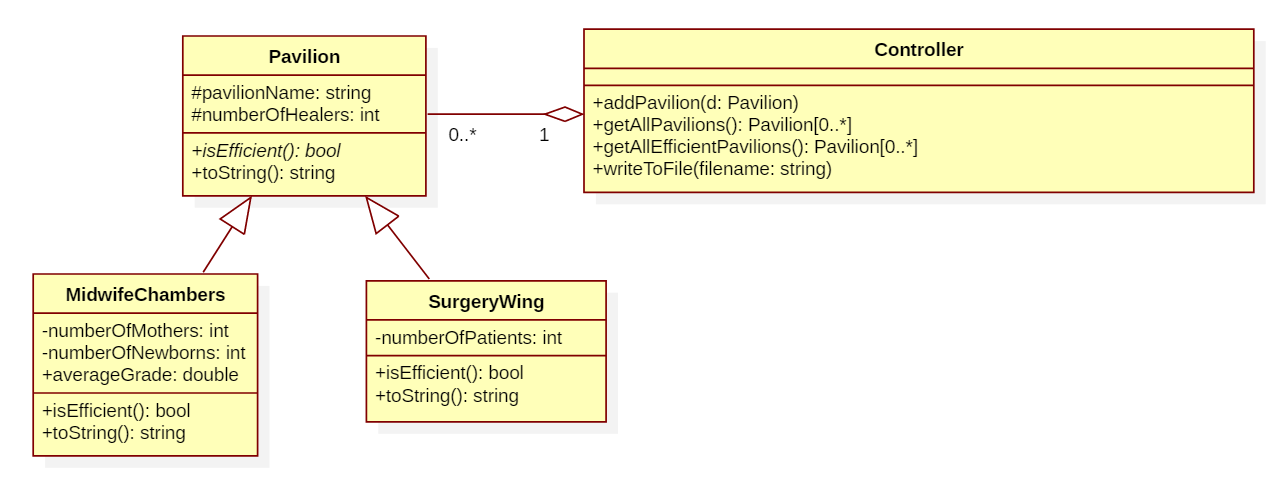 Pavilion
#pavilionName: string
#numberOfHealers: int
+isEfficient(): bool
+toString(): string
0..*
1
Controller
+addPavilion(d: Pavilion)
+getAllPavilions(): Pavilion[0..*]
+getAllEfficientPavilions(): Pavilion[0..*]
+writeToFile(filename: string)
MidwifeChambers
-numberOfMothers: int
-numberOfNewborns: int
+averageGrade: double
+isEfficient(): bool
+toString(): string
SurgeryWing
-numberOfPatients: int
+isEfficient(): bool
+toString(): string